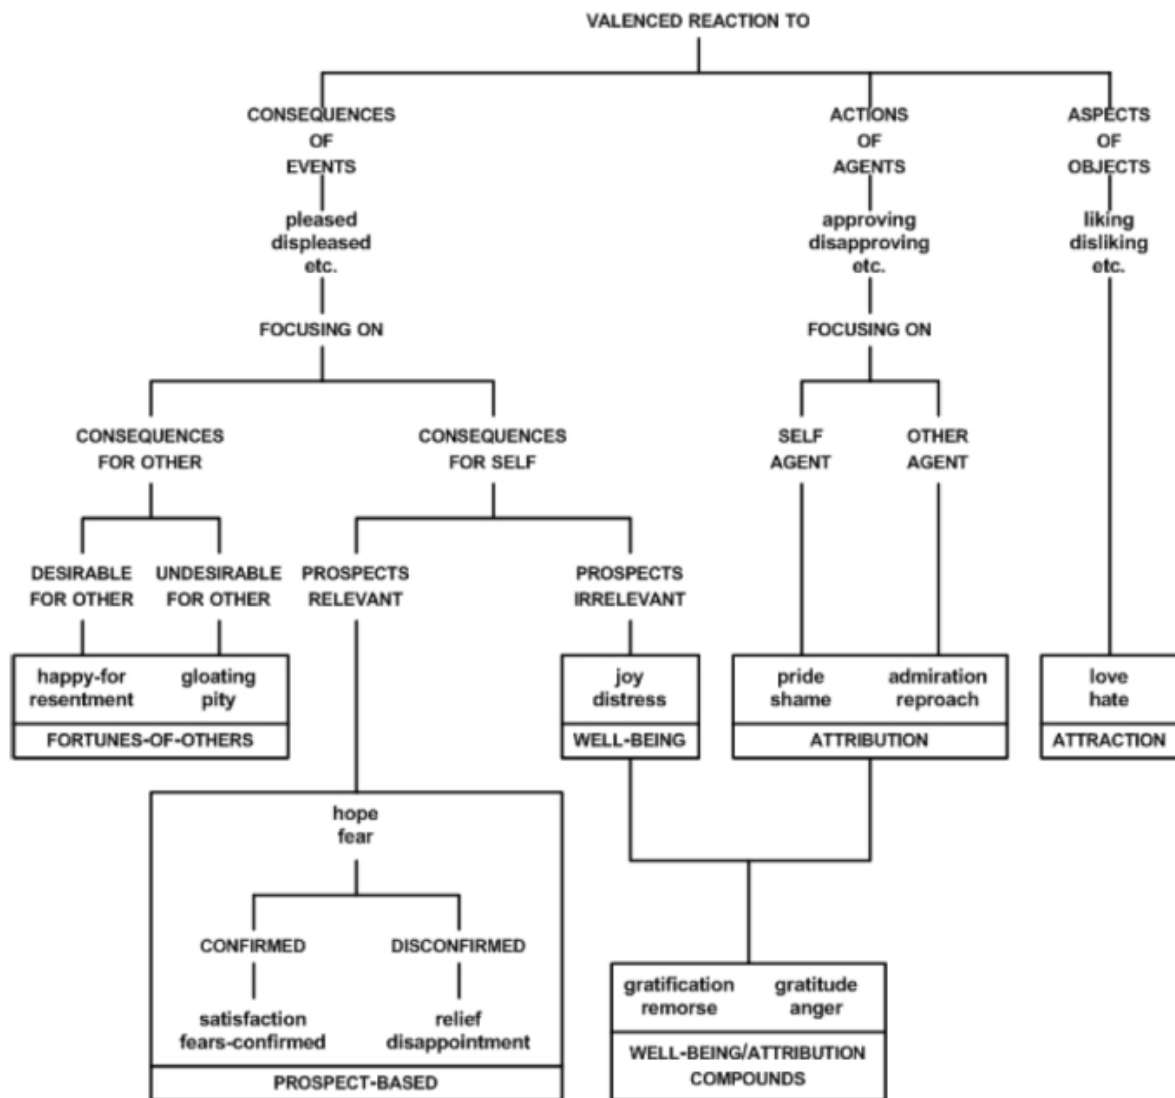 VALENCED REACTION TO
CONSEQUENCES
OF
EVENTS
ACTIONS
OF
AGENTS
ASPECTS
OF
OBJECTS
pleased
displeased
etc.
approving
disapproving
etc.
liking
disliking
etc.
FOCUSING ON
FOCUSING ON
CONSEQUENCES
FOR OTHER
CONSEQUENCES
FOR SELF
SELF
AGENT
OTHER
AGENT
DESIRABLE
FOR OTHER
UNDESIRABLE
FOR OTHER
PROSPECTS
RELEVANT
PROSPECTS
IRRELEVANT
happy-for
resentment
gloating
pity
FORTUNES-OF-OTHERS
joy
distress
WELL-BEING
pride
shame
admiration
reproach
ATTRIBUTION
love
hate
ATTRACTION
hope
fear
CONFIRMED
DISCONFIRMED
satisfaction
fears-confirmed
relief
disappointment
PROSPECT-BASED
gratification
remorse
gratitude
anger
WELL-BEING/ATTRIBUTION
COMPOUNDS